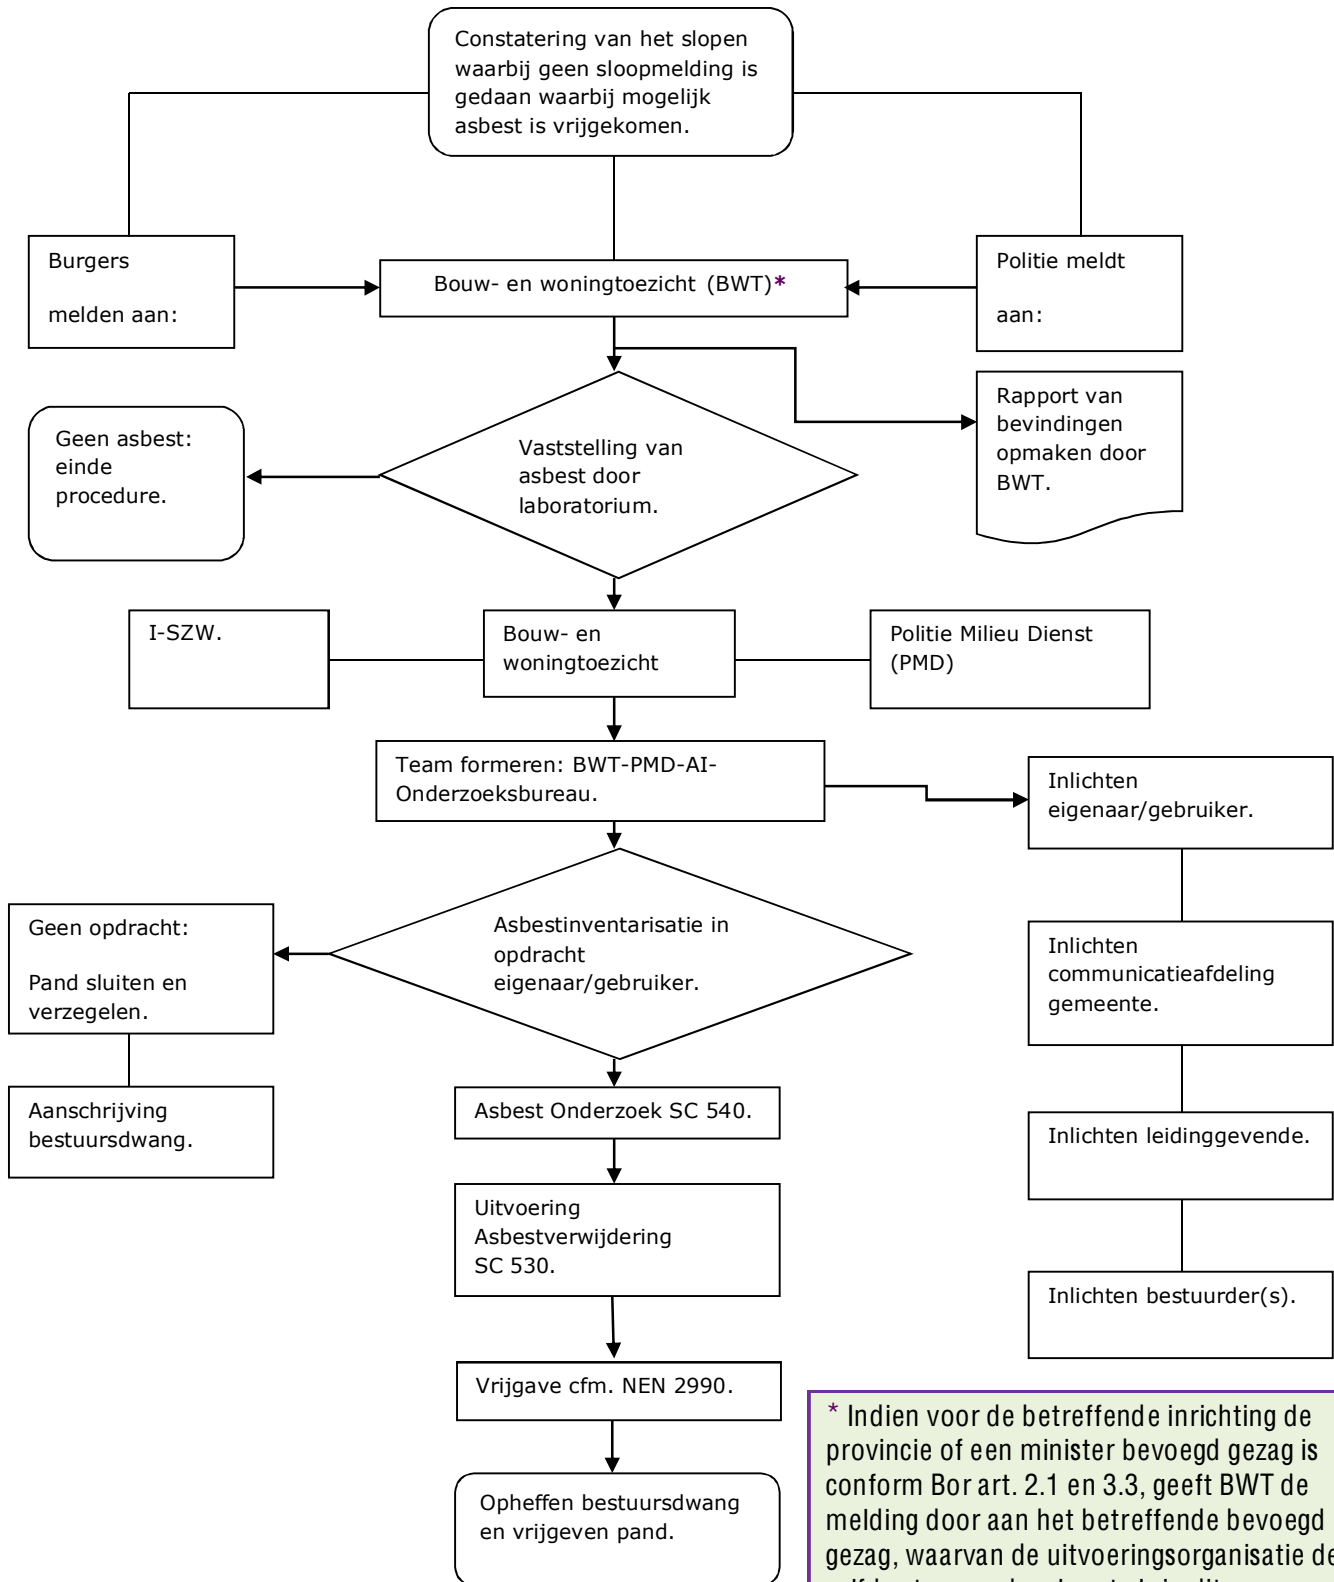 Constatering van het slopen
waarbij geen sloopmelding is
gedaan waarbij mogelijk
asbest is vrijgekomen.
Burgers
melden aan:
Bouw- en woningtoezicht (BWT)*
Politie meldt
aan:
Geen asbest:
einde
procedure.
Vaststelling van
asbest door
laboratorium.
Rapport van
bevindingen
opmaken door
BWT.
I-SZW.
Bouw- en
woningtoezicht
Politie Milieu Dienst
(PMD)
Team formeren: BWT-PMD-AI-
Onderzoeksbureau.
Inlichten
eigenaar/gebruiker.
Geen opdracht:
Pand sluiten en
verzegelen.
Asbestinventarisatie in
opdracht
eigenaar/gebruiker.
Inlichten
communicatieafdeling
gemeente.
Aanschrijving
bestuursdwang.
Asbest Onderzoek SC 540.
Inlichten leidinggevende.
Uitvoering
Asbestverwijdering
SC 530.
Inlichten bestuurder(s).
Vrijgave cfm. NEN 2990.
Opheffen bestuursdwang
en vrijgeven pand.
* Indien voor de betreffende inrichting de
provincie of een minister bevoegd gezag is
conform Bor art. 2.1 en 3.3, geeft BWT de
melding door aan het betreffende bevoegd
gezag, waarvan de uitvoeringsorganisatie de